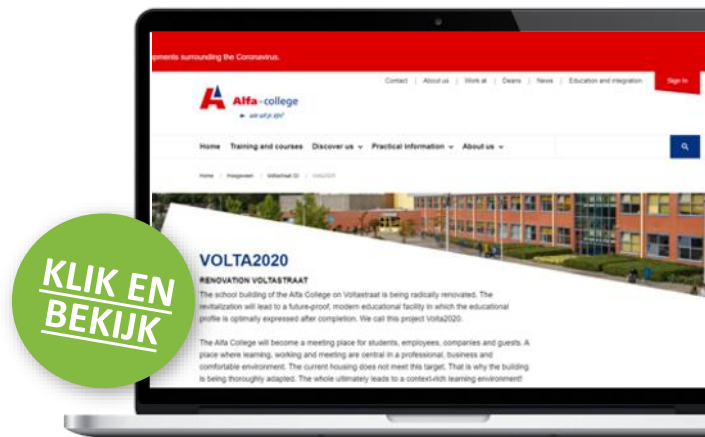 pments surrounding the Coronavirus.
Contact | About us | Work at | Deans | News | Education and integration
Sign In
Alfa-college
Home Training and courses Discover us Practical information About us
Home / Hoogeveen / Voltastraat 33 / Volta2020
VOLTA2020
RENOVATION VOLTASTRAAT
The school building of the Alfa College on Voltastraat is being radically renovated. The
revitalization will lead to a future-proof, modern educational facility in which the educational
profile is optimally expressed after completion. We call this project Volta2020.
The Alfa College will become a meeting place for students, employees, companies and guests. A
place where learning, working and meeting are central in a professional, business and
comfortable environment. The current housing does not meet this target. That is why the building
is being thoroughly adapted. The whole ultimately leads to a context-rich learning environment!
KLIK EN
BEKIJK